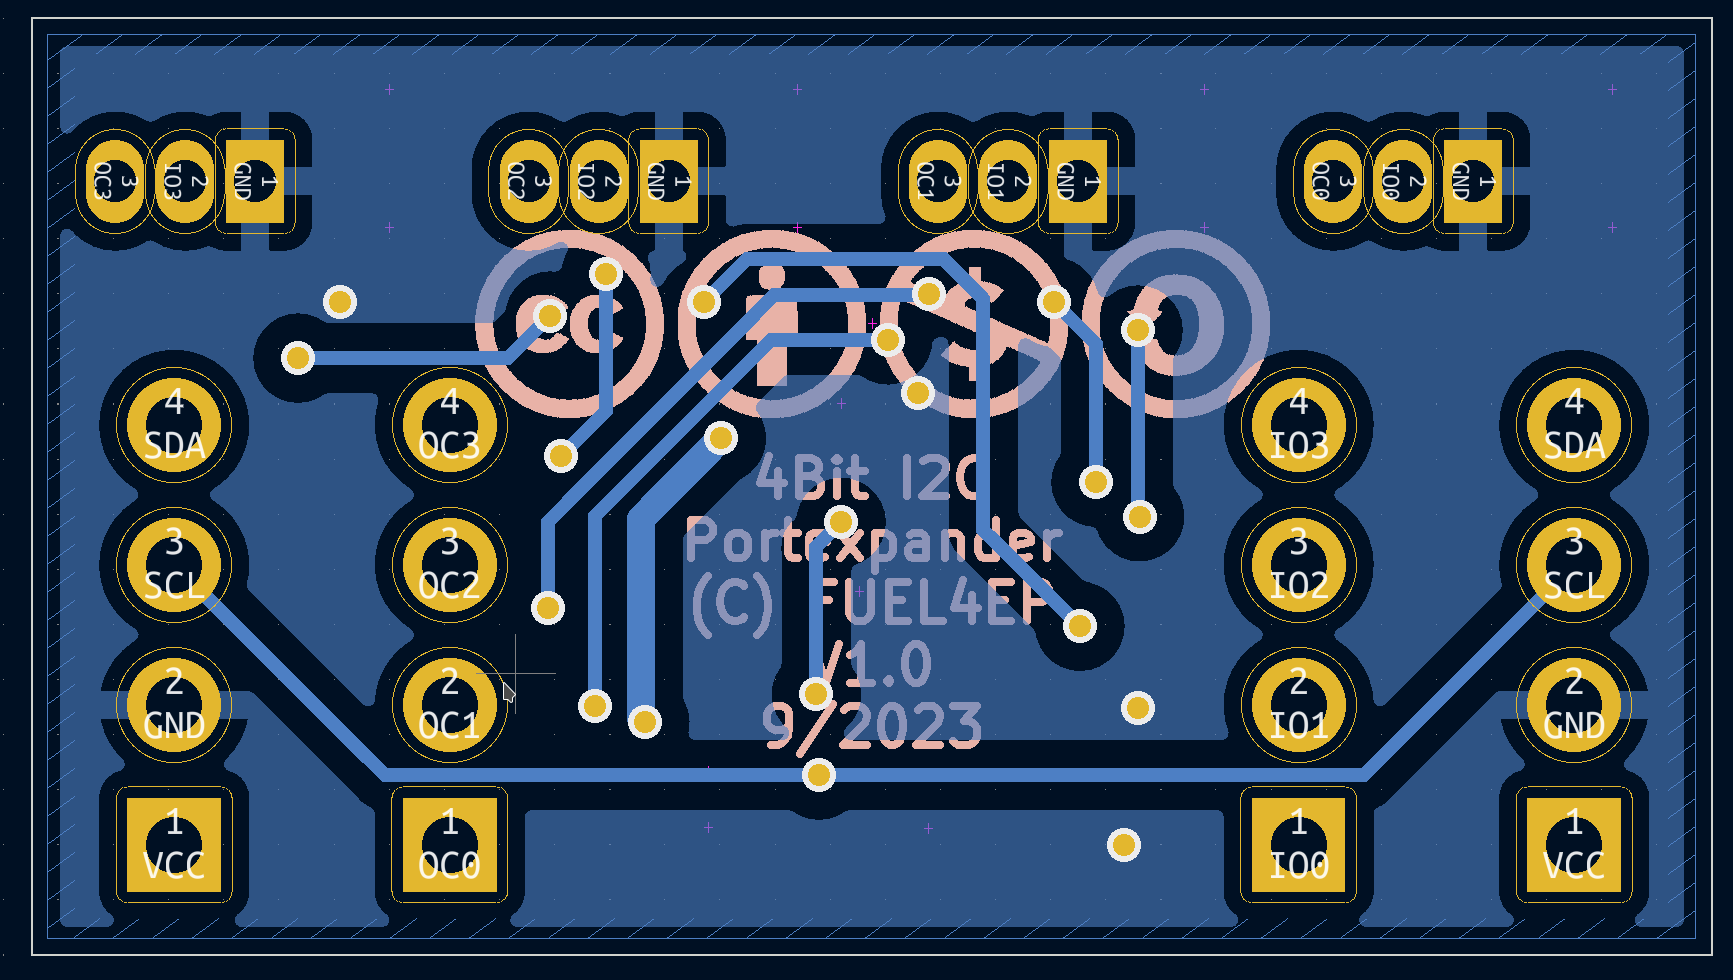 OC3 3
IO3 2
GND 1
OC2 3
IO2 2
GND 1
OC1 3
IO1 2
GND 1
OC0 3
IO0 2
GND 1
cc
i
$
4
SDA
4
OC3
4
IO3
4
SDA
4Bit I2C
Portexpander
(C) FUEL4EP
/1.0
9/2023
3
SCL
3
OC2
3
IO2
3
SCL
2
GND
2
OC1
2
IO1
2
GND
1
VCC
1
OC0
1
IO0
1
VCC